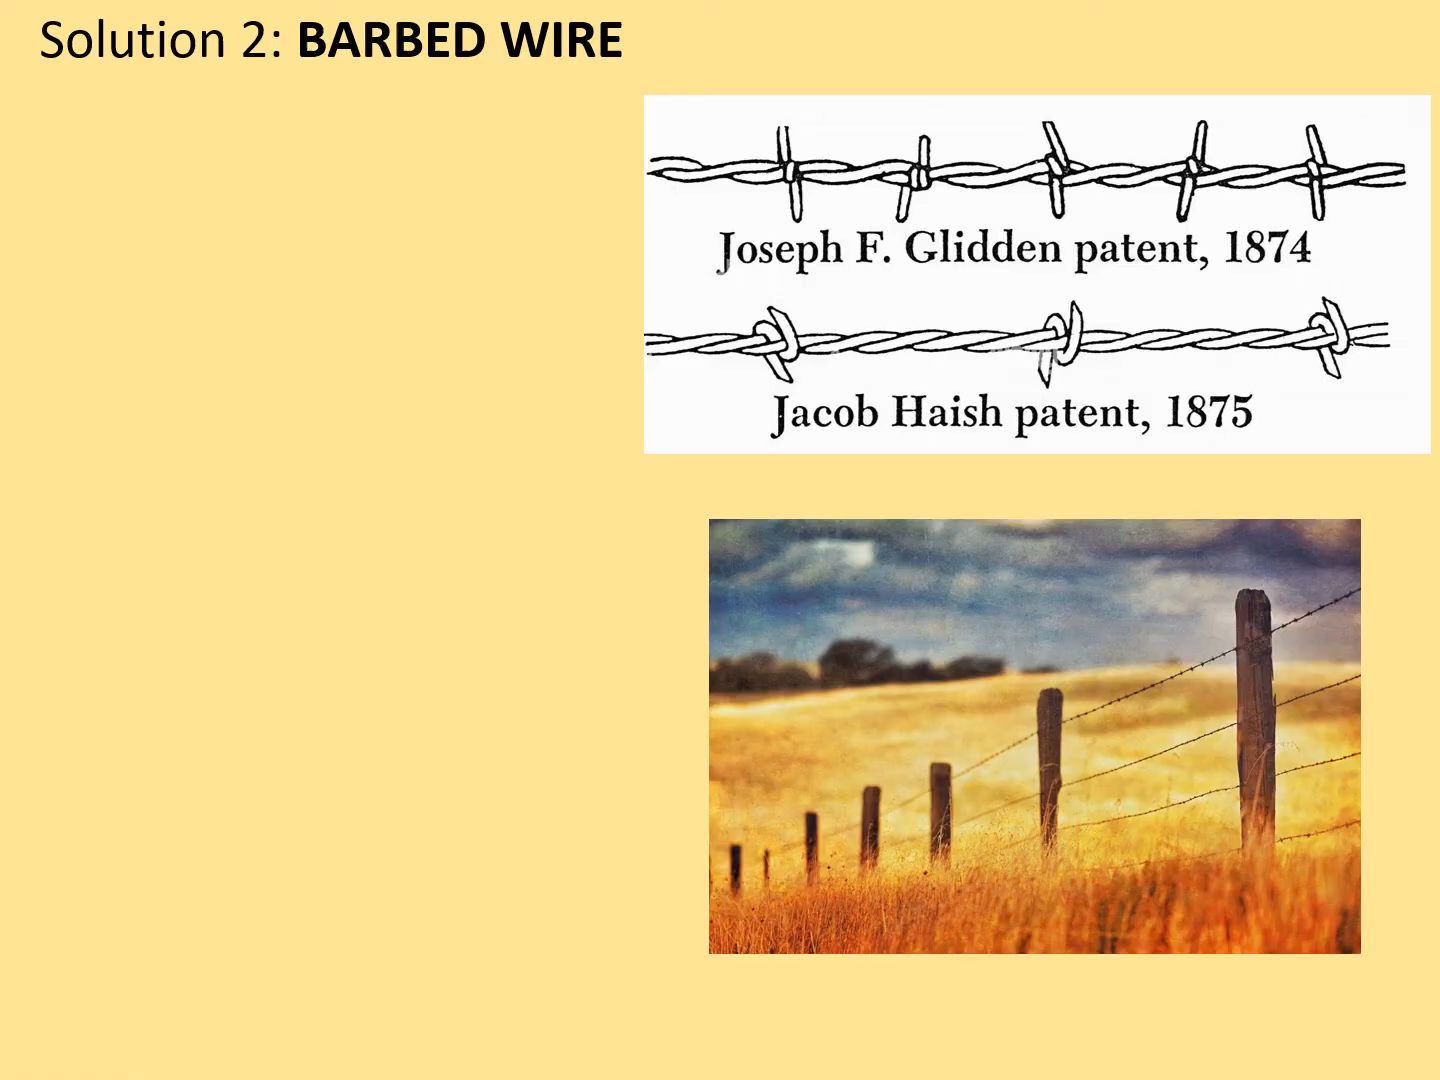 Solution 2: BARBED WIRE
Joseph F. Glidden patent, 1874
Jacob Haish patent, 1875